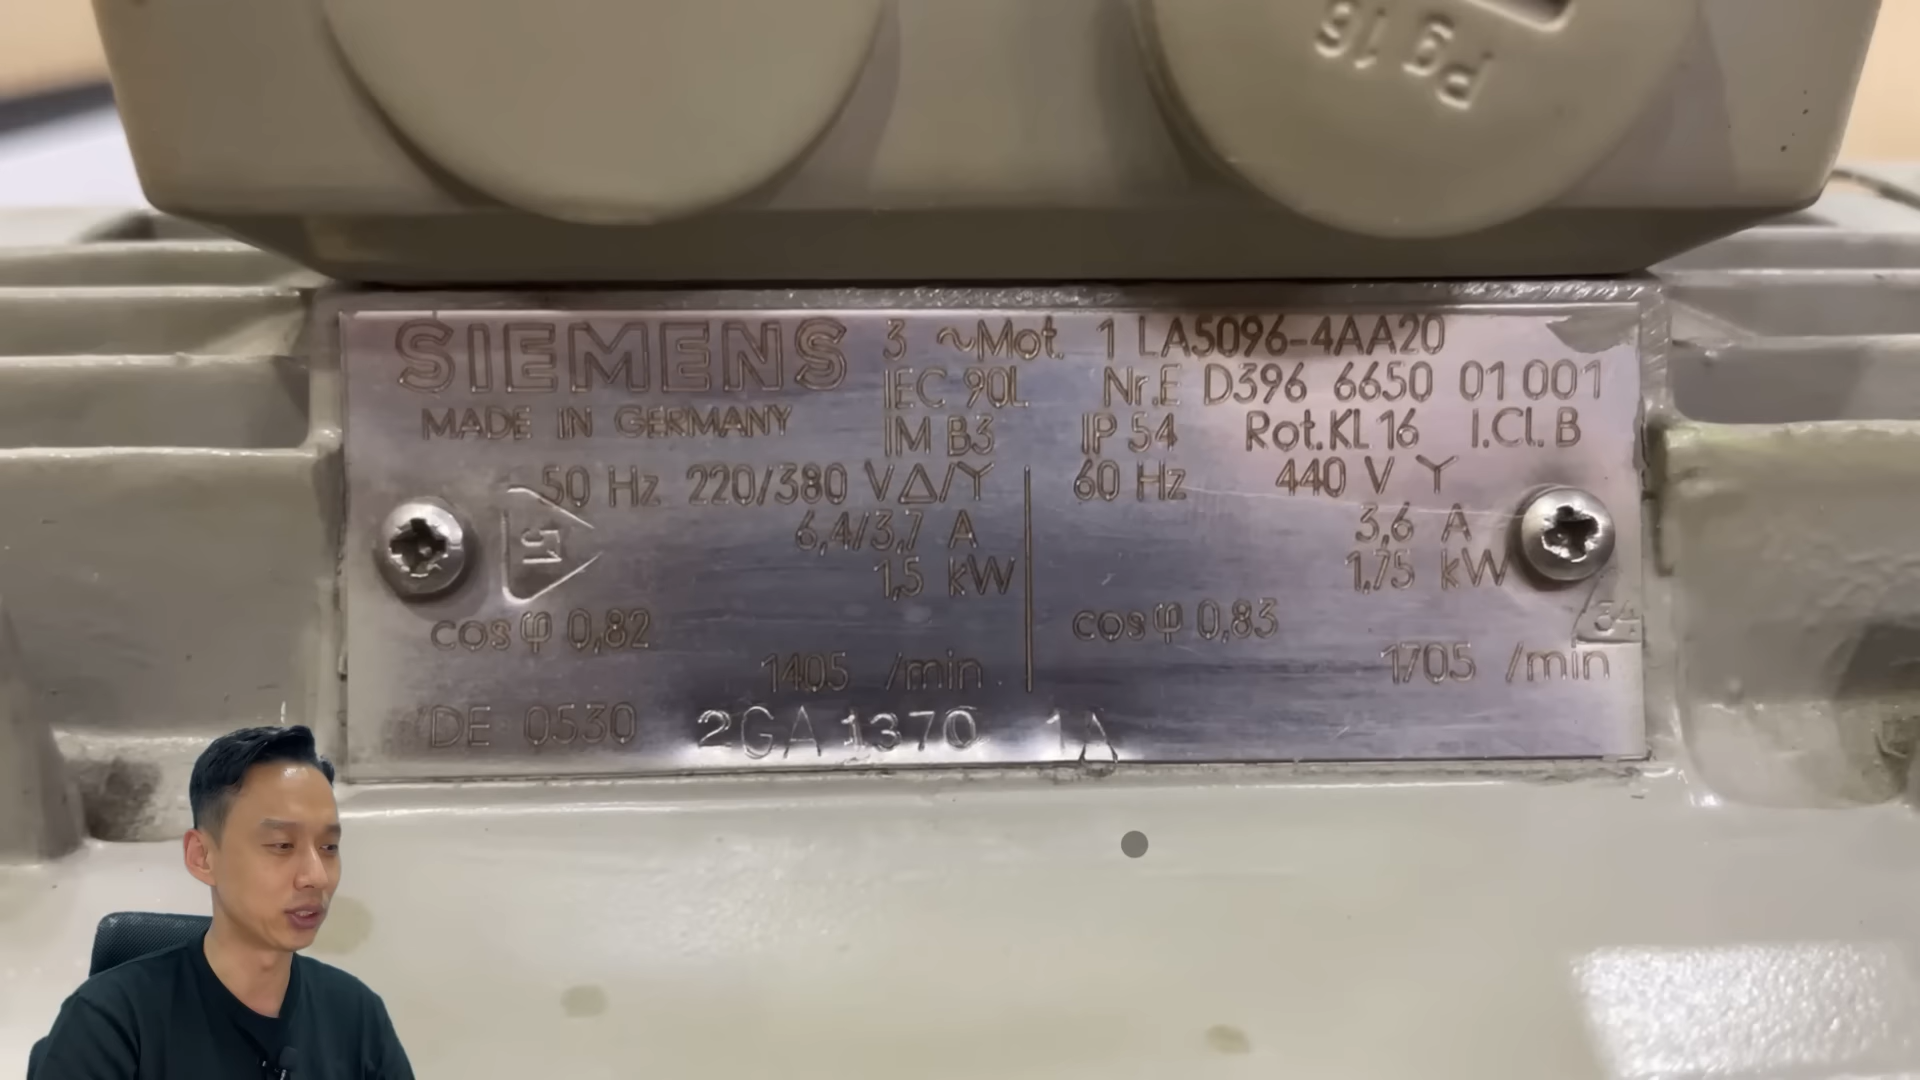 Pg 16
SIEMENS
MADE IN GERMANY
3 ~Mot. 1 LA5096-4AA20
IEC 90L Nr.E D396 6650 01 001
IM B3 IP 54 Rot.KL 16 I.Cl. B
50 Hz 220/380 V Δ/Y
6,4/3,7 A
1,5 kW
cos φ 0,82
1405 /min
60 Hz 440 V Y
3,6 A
1,75 kW
cos φ 0,83
1705 /min
51
34
DE 0530 2GA 1370 1A